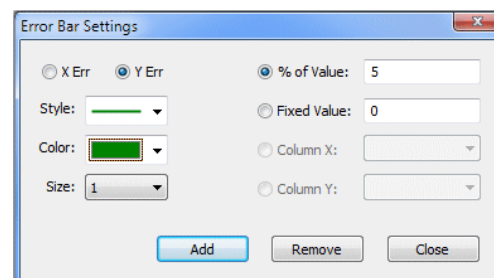 Error Bar Settings
X Err Y Err % of Value: 5
Style: Fixed Value: 0
Color: Column X:
Size: 1 Column Y:
Add Remove Close